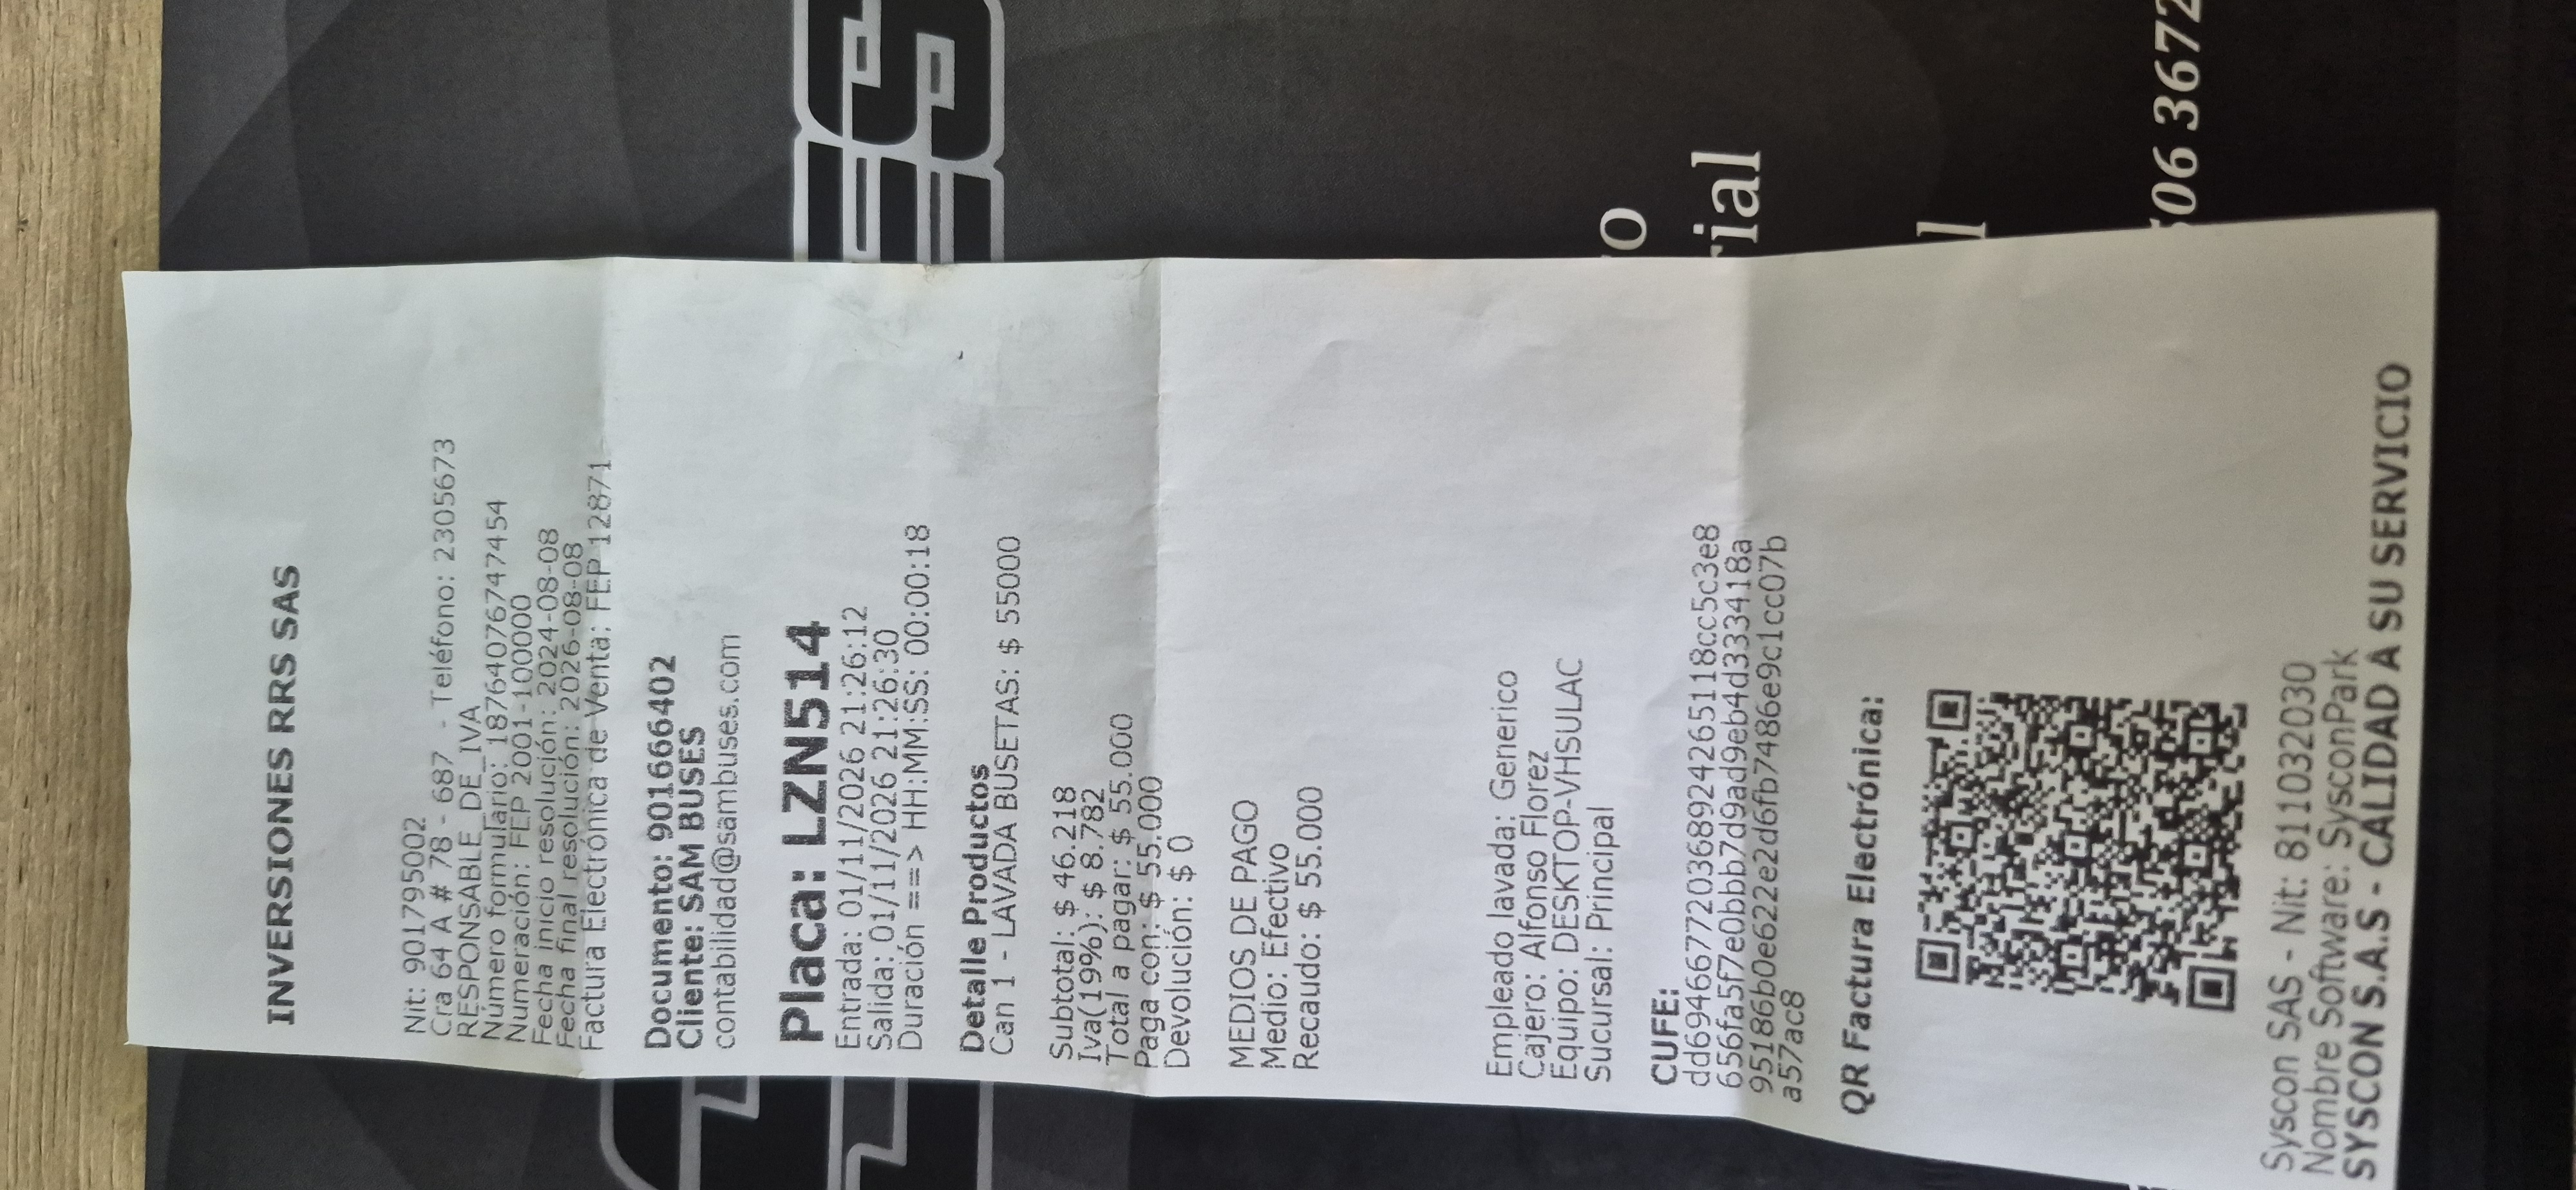 INVERSIONES RRS SAS
Nit: 901795002
Cra 64 A # 78 - 687 - Teléfono: 2305673
RESPONSABLE_DE_IVA
Número formulario: 18764076747454
Numeración: FEP 2001-100000
Fecha inicio resolución: 2024-08-08
Fecha final resolución: 2026-08-08
Factura Electrónica de Venta: FEP 12871
Documento: 901666402
Cliente: SAM BUSES
contabilidad@sambuses.com
Placa: LZN514
Entrada: 01/11/2026 21:26:12
Salida: 01/11/2026 21:26:30
Duración ==> HH:MM:SS: 00:00:18
Detalle Productos
Can 1 - LAVADA BUSETAS: $ 55000
Subtotal: $ 46.218
Iva(19%): $ 8.782
Total a pagar: $ 55.000
Paga con: $ 55.000
Devolución: $ 0
MEDIOS DE PAGO
Medio: Efectivo
Recaudo: $ 55.000
Empleado lavada: Generico
Cajero: Alfonso Florez
Equipo: DESKTOP-VHSULAC
Sucursal: Principal
CUFE:
dd694667720368924265118cc5c3e8
656fa5f7e0bbb7d9ad9eb4d333418a
95186b0e622e2d6fb7486e9c1cc07b
a57ac8
QR Factura Electrónica:
Syscon SAS - Nit: 811032030
Nombre Software: SysconPark
SYSCON S.A.S - CALIDAD A SU SERVICIO
06 3672